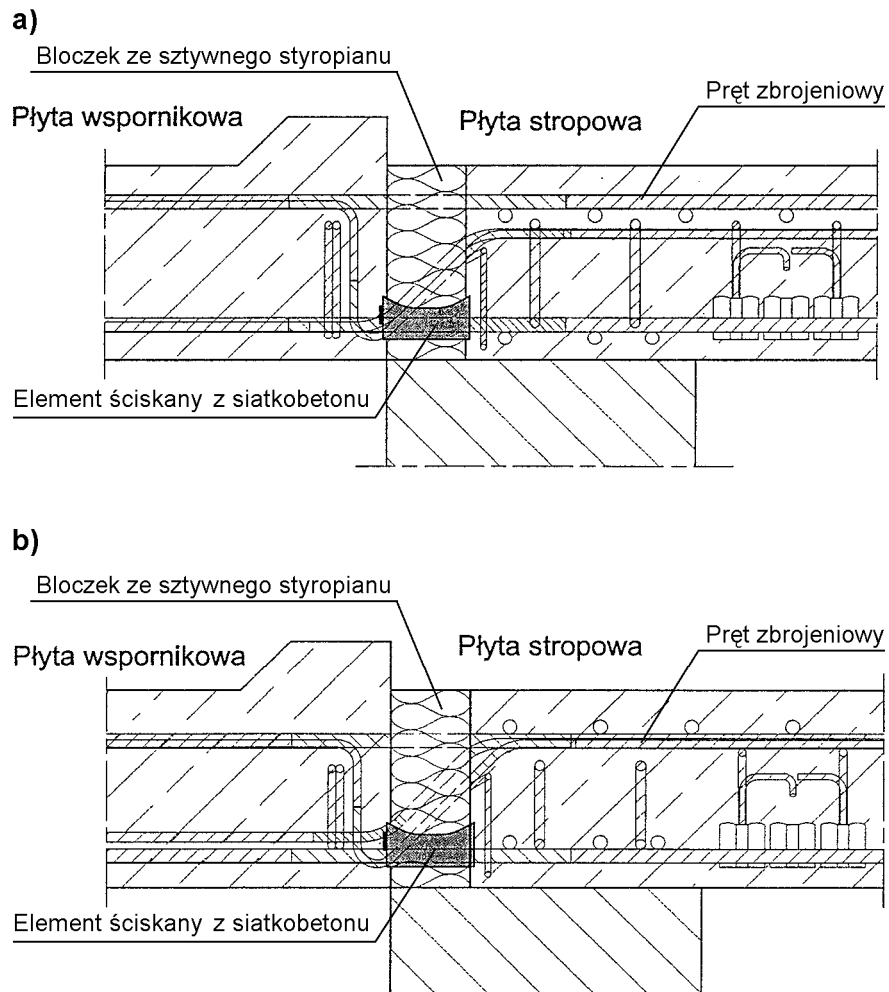 a)
Bloczek ze sztywnego styropianu
Pręt zbrojeniowy
Płyta wspornikowa
Płyta stropowa
Element ściskany z siatkobetonu
b)
Bloczek ze sztywnego styropianu
Pręt zbrojeniowy
Płyta wspornikowa
Płyta stropowa
Element ściskany z siatkobetonu